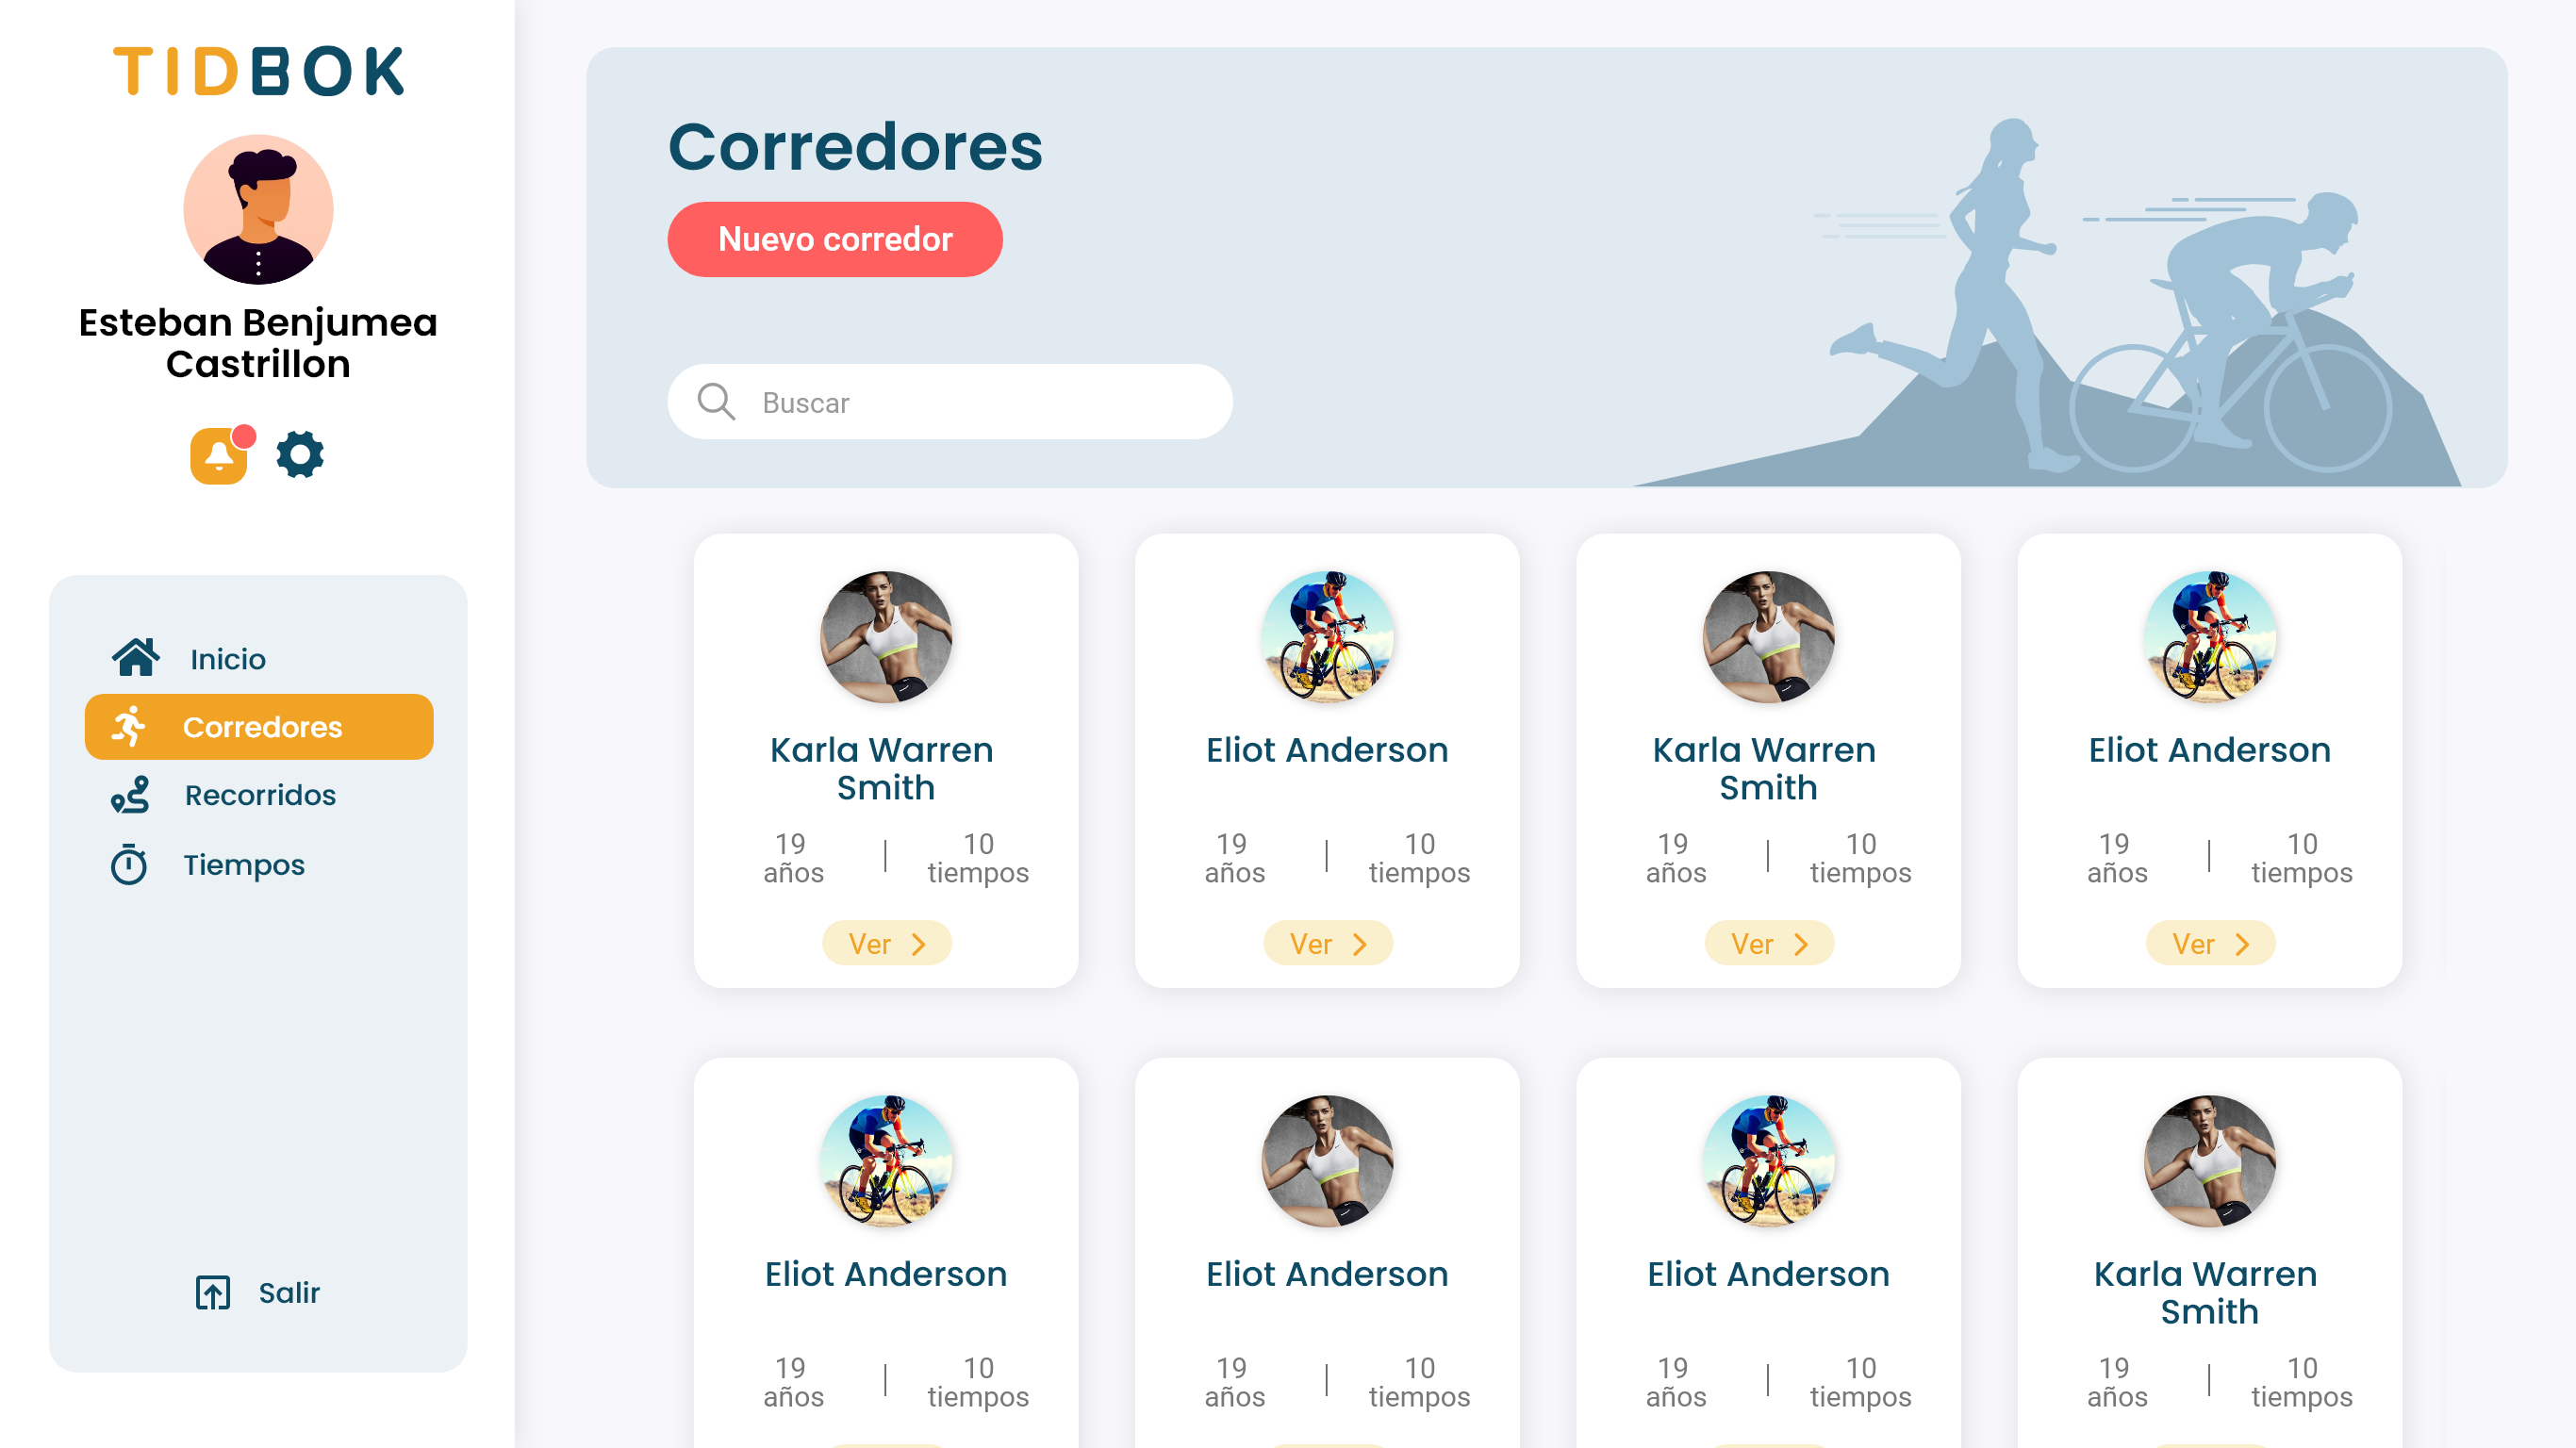 TIDBOK
Esteban Benjumea
Castrillon
Inicio
Corredores
Recorridos
Tiempos
Salir
Corredores
Nuevo corredor
Buscar
Karla Warren
Smith
19
años
10
tiempos
Ver
Eliot Anderson
19
años
10
tiempos
Ver
Karla Warren
Smith
19
años
10
tiempos
Ver
Eliot Anderson
19
años
10
tiempos
Ver
Eliot Anderson
19
años
10
tiempos
Eliot Anderson
19
años
10
tiempos
Eliot Anderson
19
años
10
tiempos
Karla Warren
Smith
19
años
10
tiempos